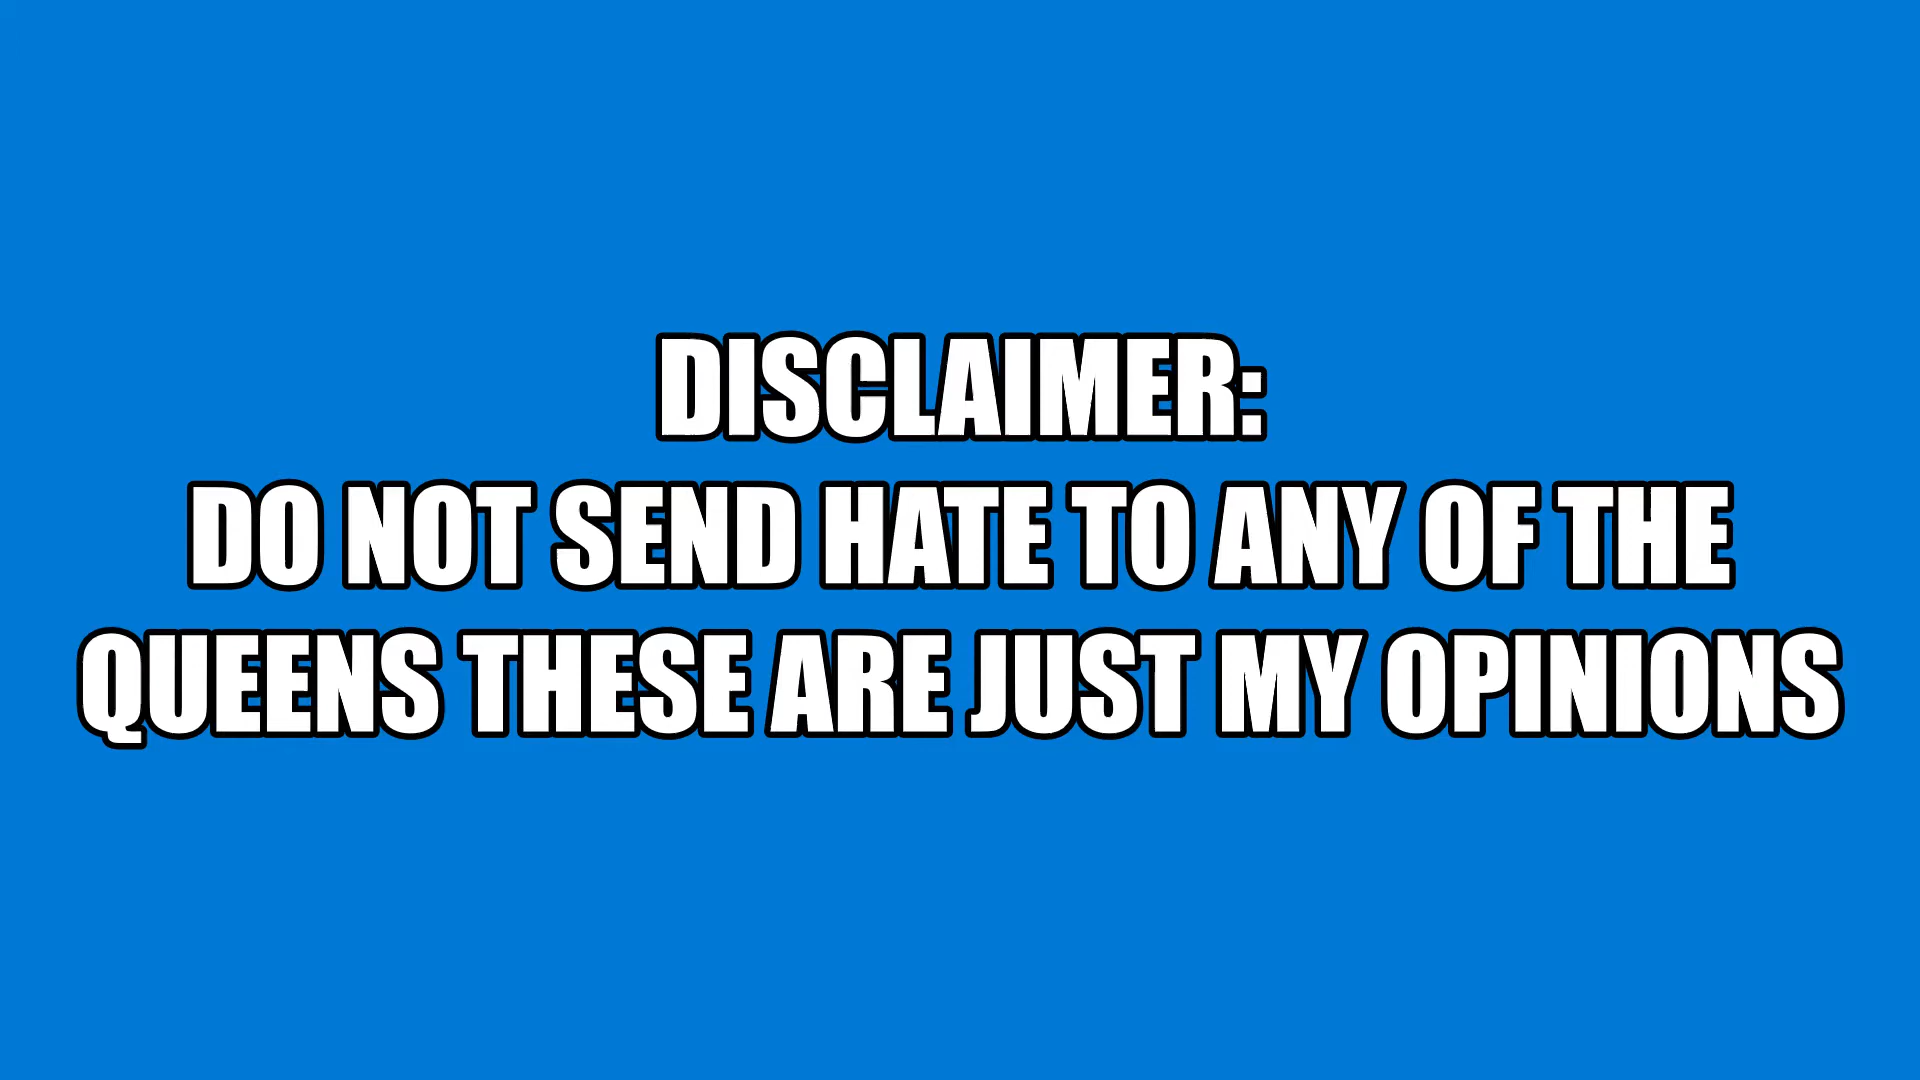 DISCLAIMER:
DO NOT SEND HATE TO ANY OF THE
QUEENS THESE ARE JUST MY OPINIONS